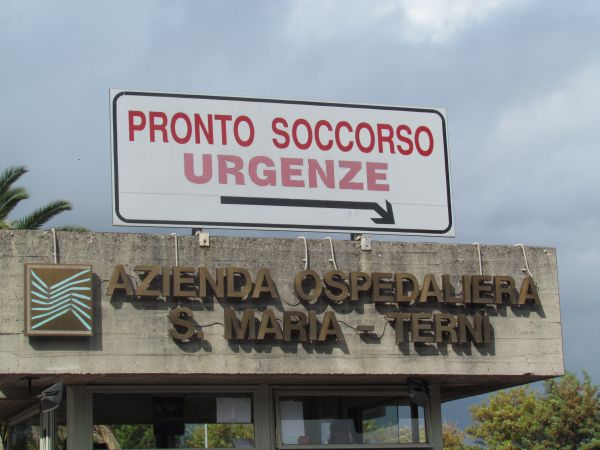 PRONTO SOCCORSO
URGENZE
AZIENDA OSPEDALIERA
S. MARIA - TERNI